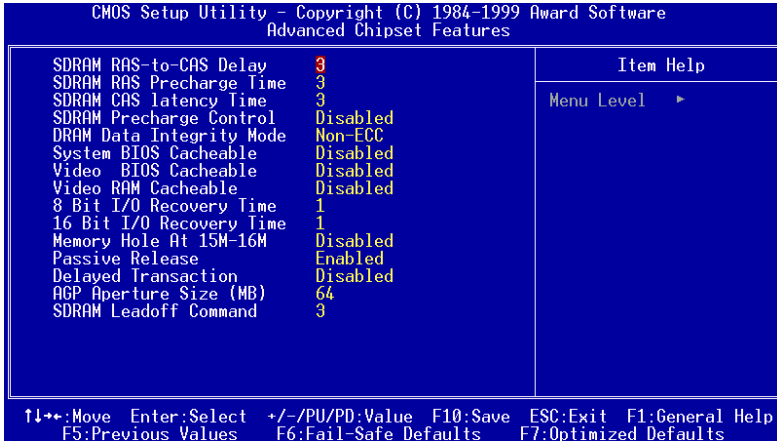 CMOS Setup Utility - Copyright (C) 1984-1999 Award Software
Advanced Chipset Features
SDRAM RAS-to-CAS Delay 3
SDRAM RAS Precharge Time 3
SDRAM CAS latency Time 3
SDRAM Precharge Control Disabled
DRAM Data Integrity Mode Non-ECC
System BIOS Cacheable Disabled
Video BIOS Cacheable Disabled
Video RAM Cacheable Disabled
8 Bit I/O Recovery Time 1
16 Bit I/O Recovery Time 1
Memory Hole At 15M-16M Disabled
Passive Release Enabled
Delayed Transaction Disabled
AGP Aperture Size (MB) 64
SDRAM Leadoff Command 3
Item Help
Menu Level ►
↑↓→←:Move Enter:Select +/-/PU/PD:Value F10:Save ESC:Exit F1:General Help
F5:Previous Values F6:Fail-Safe Defaults F7:Optimized Defaults